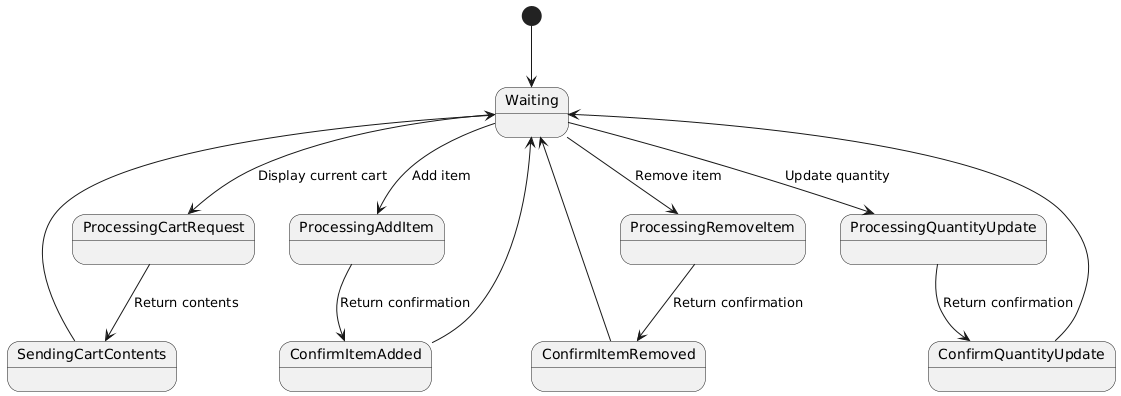 Waiting
Display current cart
Add item
Remove item
Update quantity
ProcessingCartRequest
ProcessingAddItem
ProcessingRemoveItem
ProcessingQuantityUpdate
Return contents
Return confirmation
Return confirmation
Return confirmation
SendingCartContents
ConfirmItemAdded
ConfirmItemRemoved
ConfirmQuantityUpdate